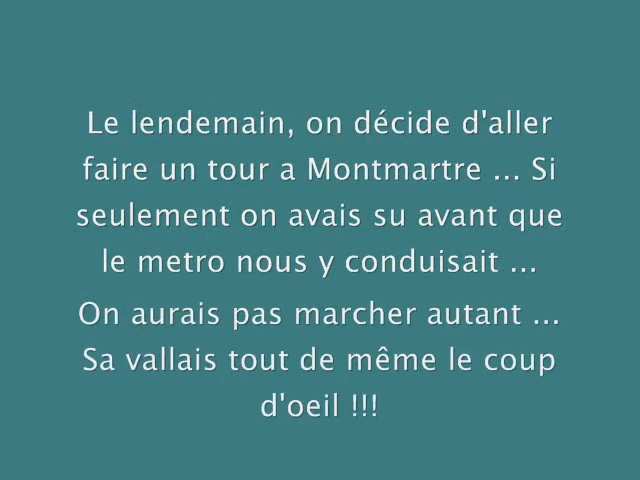 Le lendemain, on décide d'aller
faire un tour a Montmartre ... Si
seulement on avais su avant que
le metro nous y conduisait ...
On aurais pas marcher autant ...
Sa vallais tout de même le coup
d'oeil !!!